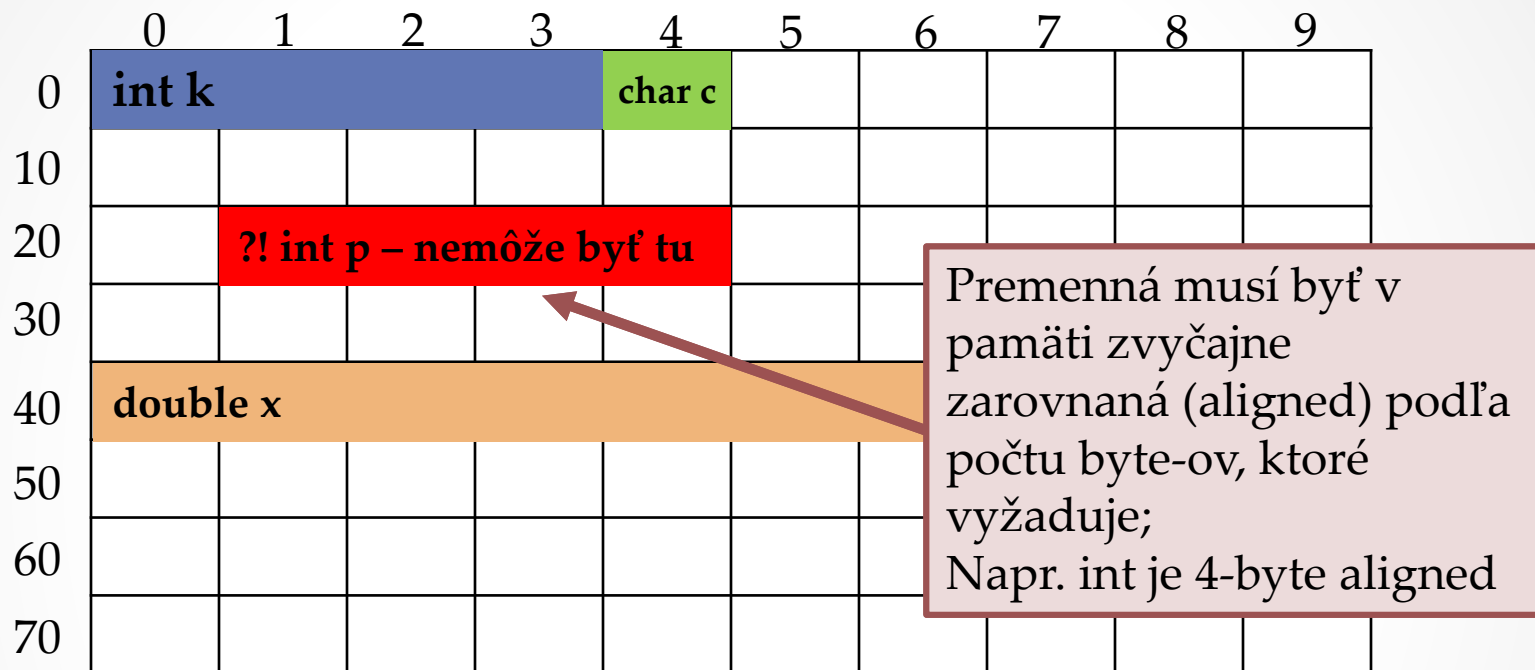 0 1 2 3 4 5 6 7 8 9
0 int k char c
10
20 ?! int p – nemôže byť tu
30
40 double x
50
60
70
Premenná musí byť v
pamäti zvyčajne
zarovnaná (aligned) podľa
počtu byte-ov, ktoré
vyžaduje;
Napr. int je 4-byte aligned